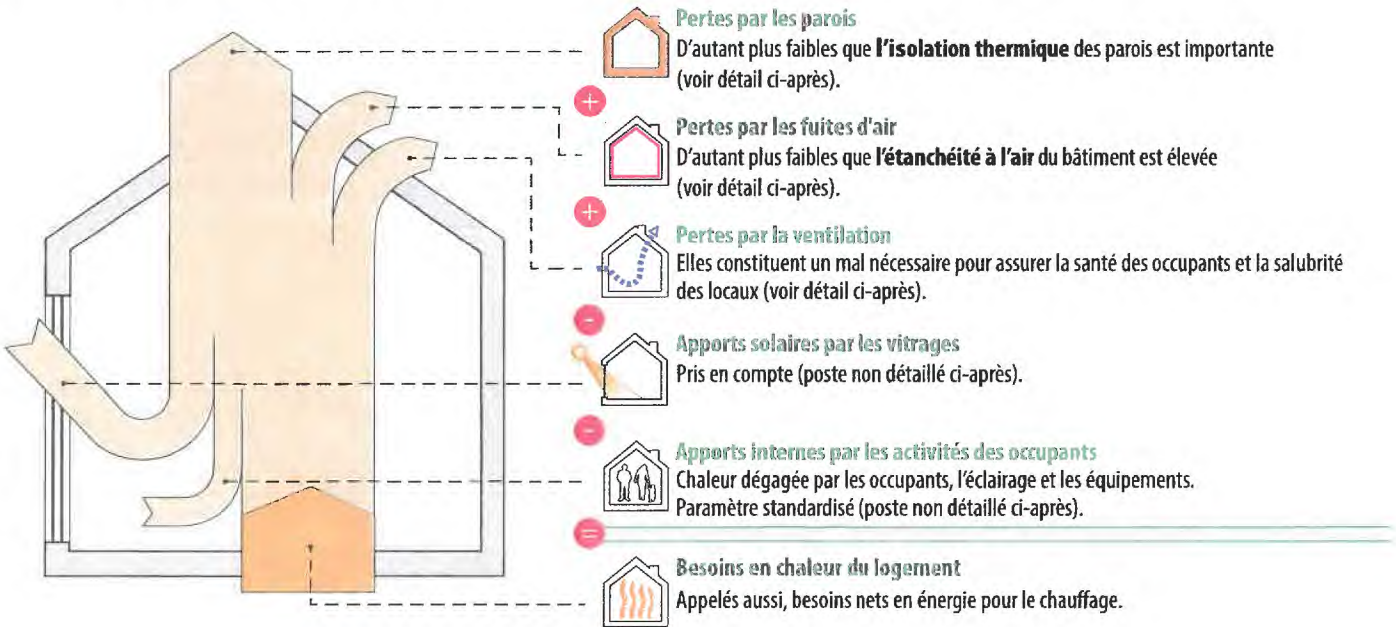 Pertes par les parois
D'autant plus faibles que l'isolation thermique des parois est importante
(voir détail ci-après).
+
Pertes par les fuites d'air
D'autant plus faibles que l'étanchéité à l'air du bâtiment est élevée
(voir détail ci-après).
+
Pertes par la ventilation
Elles constituent un mal nécessaire pour assurer la santé des occupants et la salubrité
des locaux (voir détail ci-après).
-
Apports solaires par les vitrages
Pris en compte (poste non détaillé ci-après).
-
Apports internes par les activités des occupants
Chaleur dégagée par les occupants, l'éclairage et les équipements.
Paramètre standardisé (poste non détaillé ci-après).
=
Besoins en chaleur du logement
Appelés aussi, besoins nets en énergie pour le chauffage.